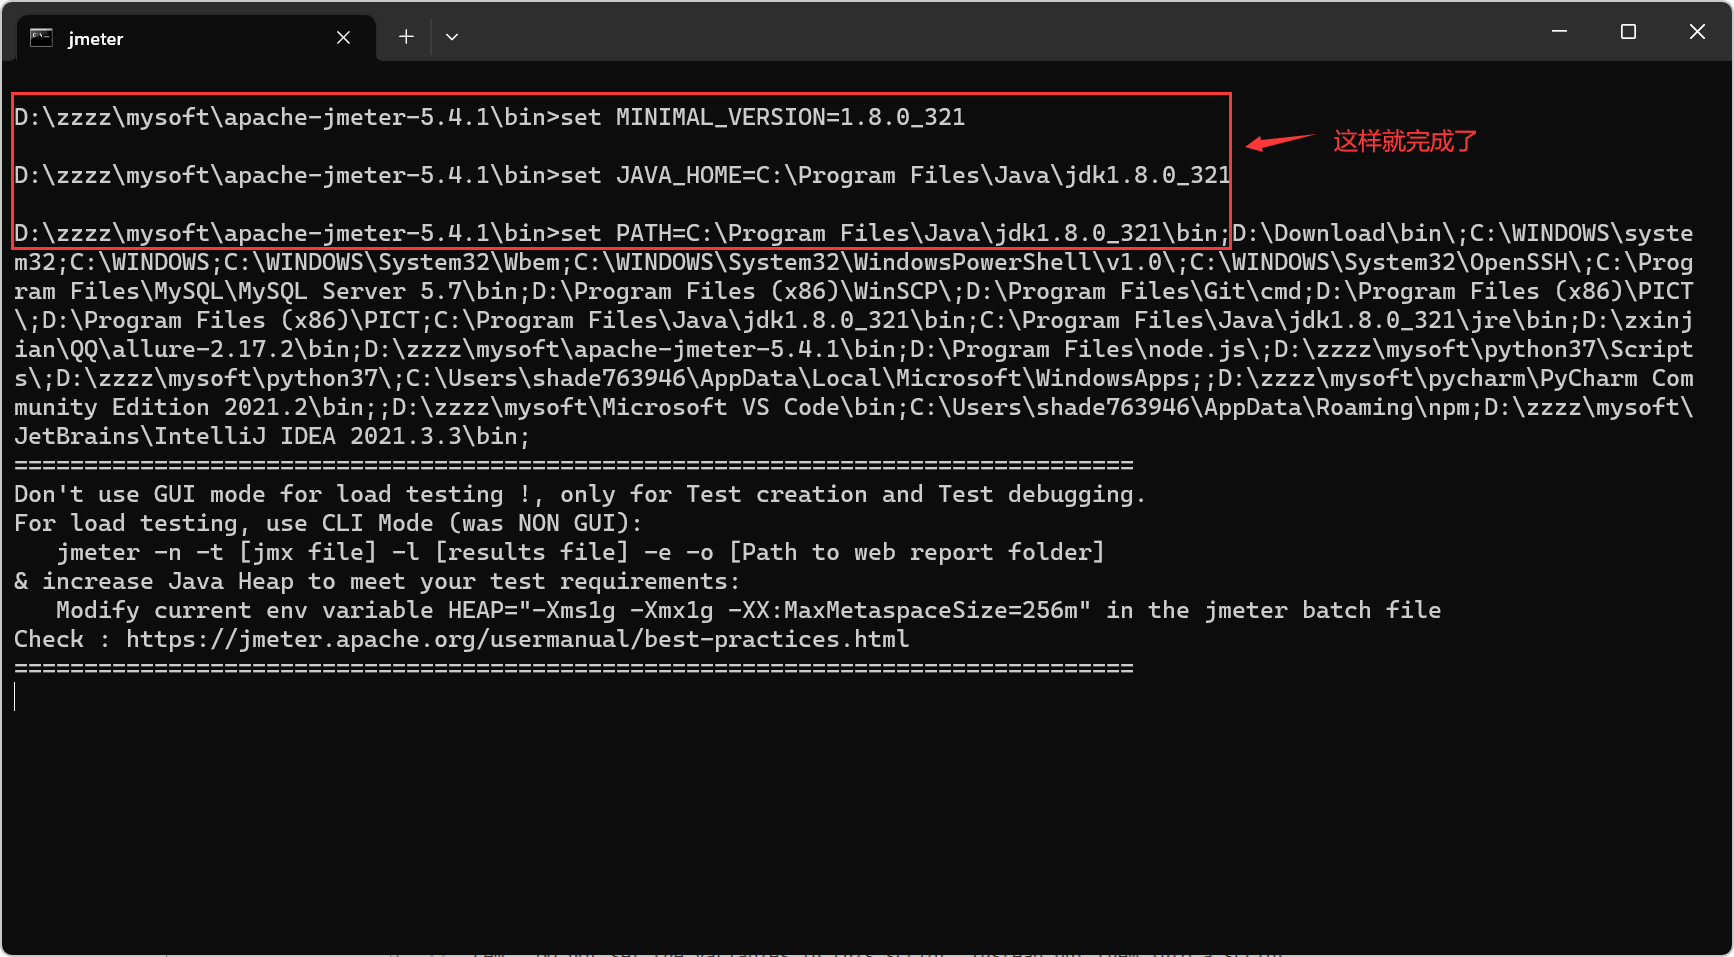 jmeter
D:\zzzz\mysoft\apache-jmeter-5.4.1\bin>set MINIMAL_VERSION=1.8.0_321
这样就完成了
D:\zzzz\mysoft\apache-jmeter-5.4.1\bin>set JAVA_HOME=C:\Program Files\Java\jdk1.8.0_321
D:\zzzz\mysoft\apache-jmeter-5.4.1\bin>set PATH=C:\Program Files\Java\jdk1.8.0_321\bin;D:\Download\bin\;C:\WINDOWS\syste
m32;C:\WINDOWS;C:\WINDOWS\System32\Wbem;C:\WINDOWS\System32\WindowsPowerShell\v1.0\;C:\WINDOWS\System32\OpenSSH\;C:\Prog
ram Files\MySQL\MySQL Server 5.7\bin;D:\Program Files (x86)\WinSCP\;D:\Program Files\Git\cmd;D:\Program Files (x86)\PICT
\;D:\Program Files (x86)\PICT;C:\Program Files\Java\jdk1.8.0_321\bin;C:\Program Files\Java\jdk1.8.0_321\jre\bin;D:\zxinj
ian\QQ\allure-2.17.2\bin;D:\zzzz\mysoft\apache-jmeter-5.4.1\bin;D:\Program Files\node.js\;D:\zzzz\mysoft\python37\Script
s\;D:\zzzz\mysoft\python37\;C:\Users\shade763946\AppData\Local\Microsoft\WindowsApps;;D:\zzzz\mysoft\pycharm\PyCharm Com
munity Edition 2021.2\bin;;D:\zzzz\mysoft\Microsoft VS Code\bin;C:\Users\shade763946\AppData\Roaming\npm;D:\zzzz\mysoft\
JetBrains\IntelliJ IDEA 2021.3.3\bin;
================================================================================
Don't use GUI mode for load testing !, only for Test creation and Test debugging.
For load testing, use CLI Mode (was NON GUI):
   jmeter -n -t [jmx file] -l [results file] -e -o [Path to web report folder]
& increase Java Heap to meet your test requirements:
   Modify current env variable HEAP="-Xms1g -Xmx1g -XX:MaxMetaspaceSize=256m" in the jmeter batch file
Check : https://jmeter.apache.org/usermanual/best-practices.html
================================================================================